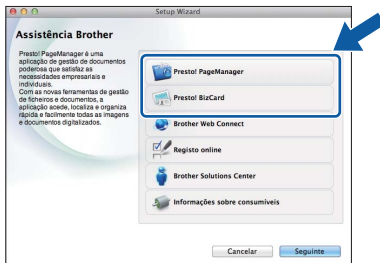 Setup Wizard
Assistência Brother
Presto! PageManager é uma
aplicação de gestão de documentos
poderosa que satisfaz as
necessidades empresariais e
individuais.
Com as novas ferramentas de gestão
de ficheiros e documentos, a
aplicação acede, localiza e organiza
rápida e facilmente todas as imagens
e documentos digitalizados.
Presto! PageManager
Presto! BizCard
Brother Web Connect
Registo online
Brother Solutions Center
Informações sobre consumíveis
Cancelar
Seguinte